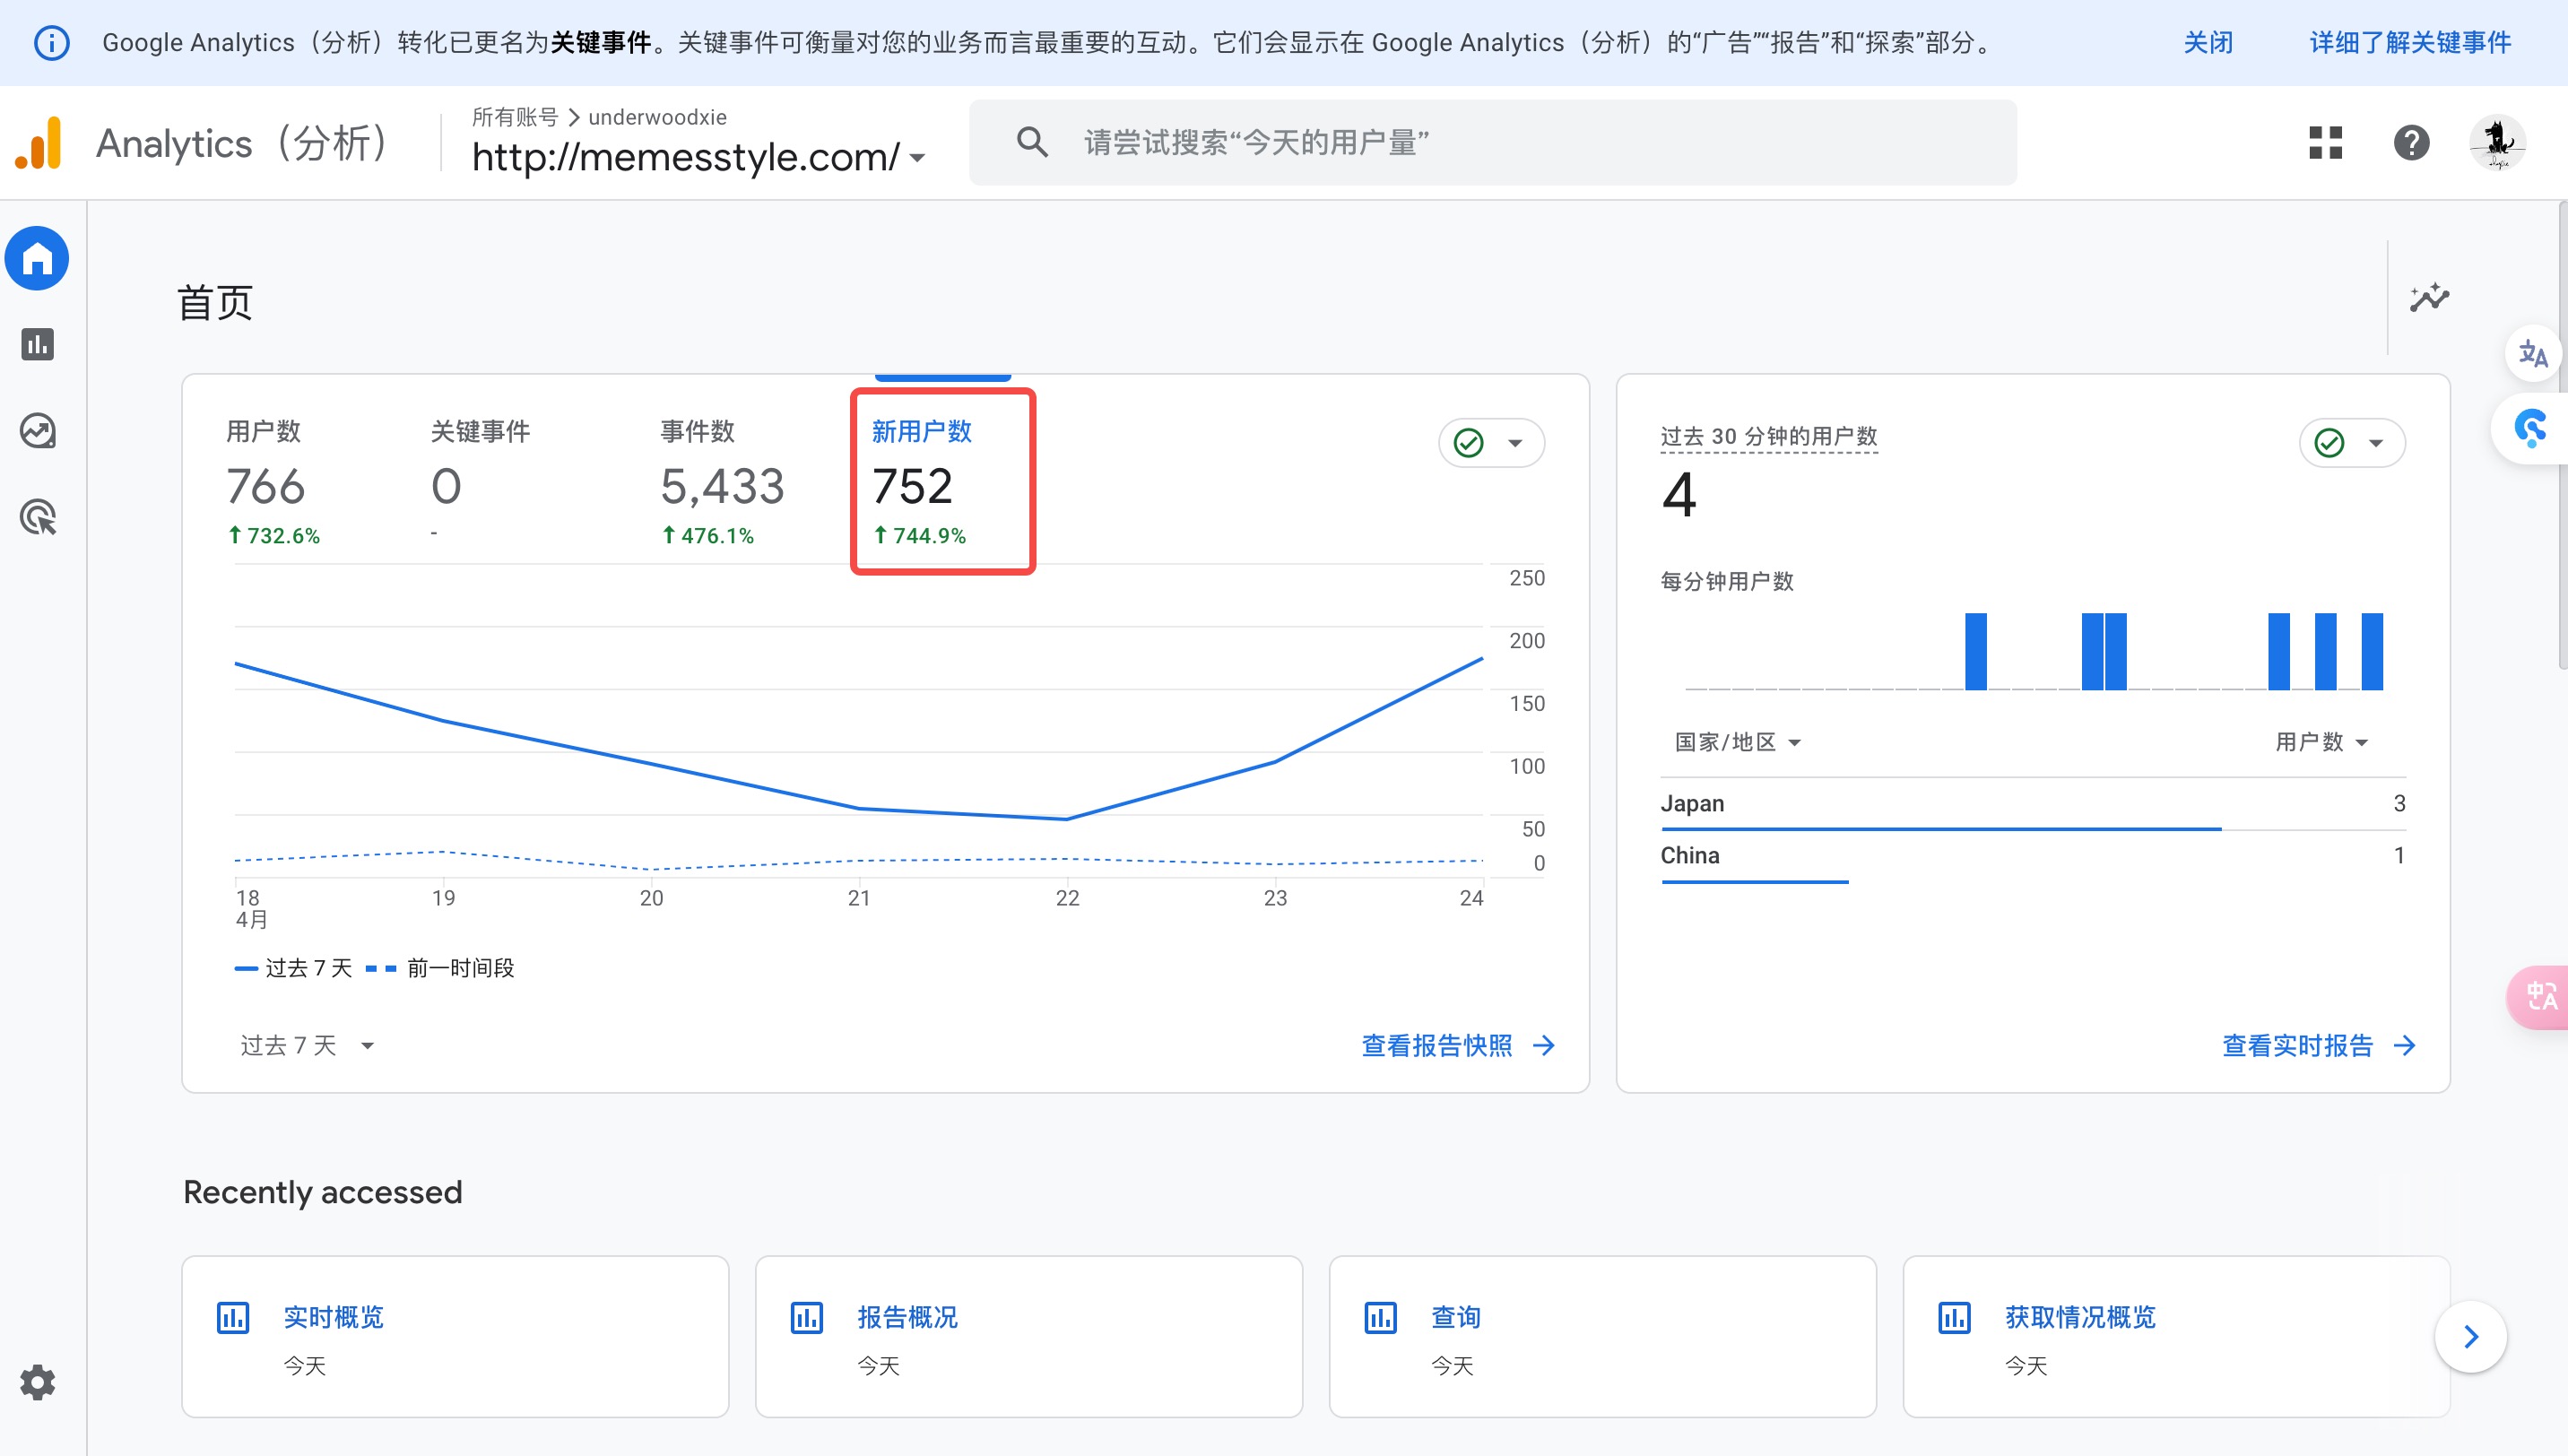 Google Analytics（分析）转化已更名为关键事件。关键事件可衡量对您的业务而言最重要的互动。它们会显示在 Google Analytics（分析）的“广告”“报告”和“探索”部分。
关闭
详细了解关键事件
Analytics（分析）
所有账号 > underwoodxie
http://memesstyle.com/
请尝试搜索“今天的用户量”
首页
用户数
766
↑ 732.6%
关键事件
0
-
事件数
5,433
↑ 476.1%
新用户数
752
↑ 744.9%
250
200
150
100
50
0
18
4月
19
20
21
22
23
24
过去 7 天
前一时间段
过去 7 天
查看报告快照 →
过去 30 分钟的用户数
4
每分钟用户数
国家/地区
用户数
Japan 3
China 1
查看实时报告 →
Recently accessed
实时概览
今天
报告概况
今天
查询
今天
获取情况概览
今天
文A
中A